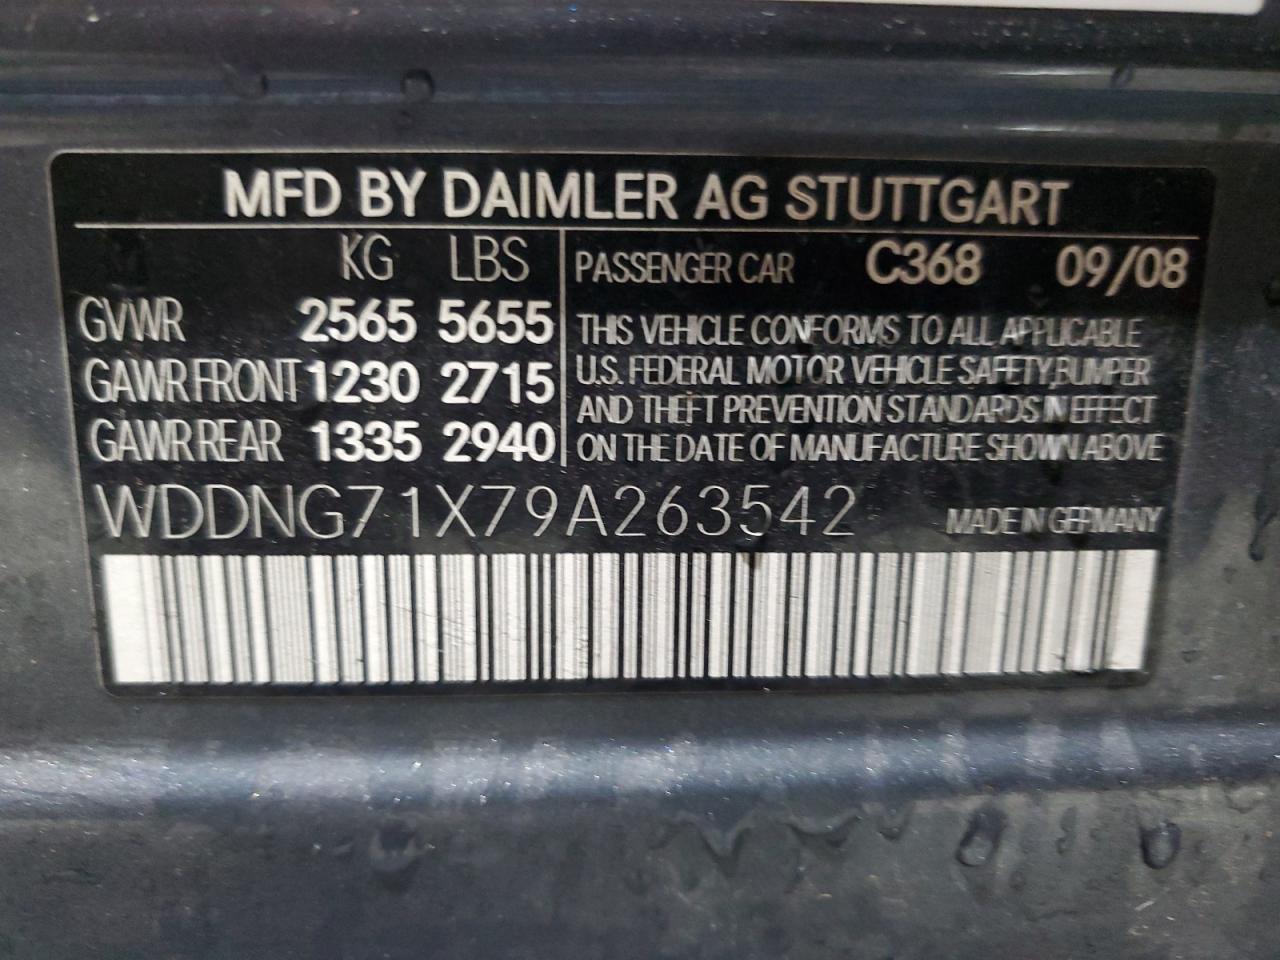 MFD BY DAIMLER AG STUTTGART
KG LBS
GVWR 2565 5655
GAWR FRONT 1230 2715
GAWR REAR 1335 2940
PASSENGER CAR C368 09/08
THIS VEHICLE CONFORMS TO ALL APPLICABLE
U.S. FEDERAL MOTOR VEHICLE SAFETY, BUMPER
AND THEFT PREVENTION STANDARDS IN EFFECT
ON THE DATE OF MANUFACTURE SHOWN ABOVE
WDDNG71X79A263542 MADE IN GERMANY